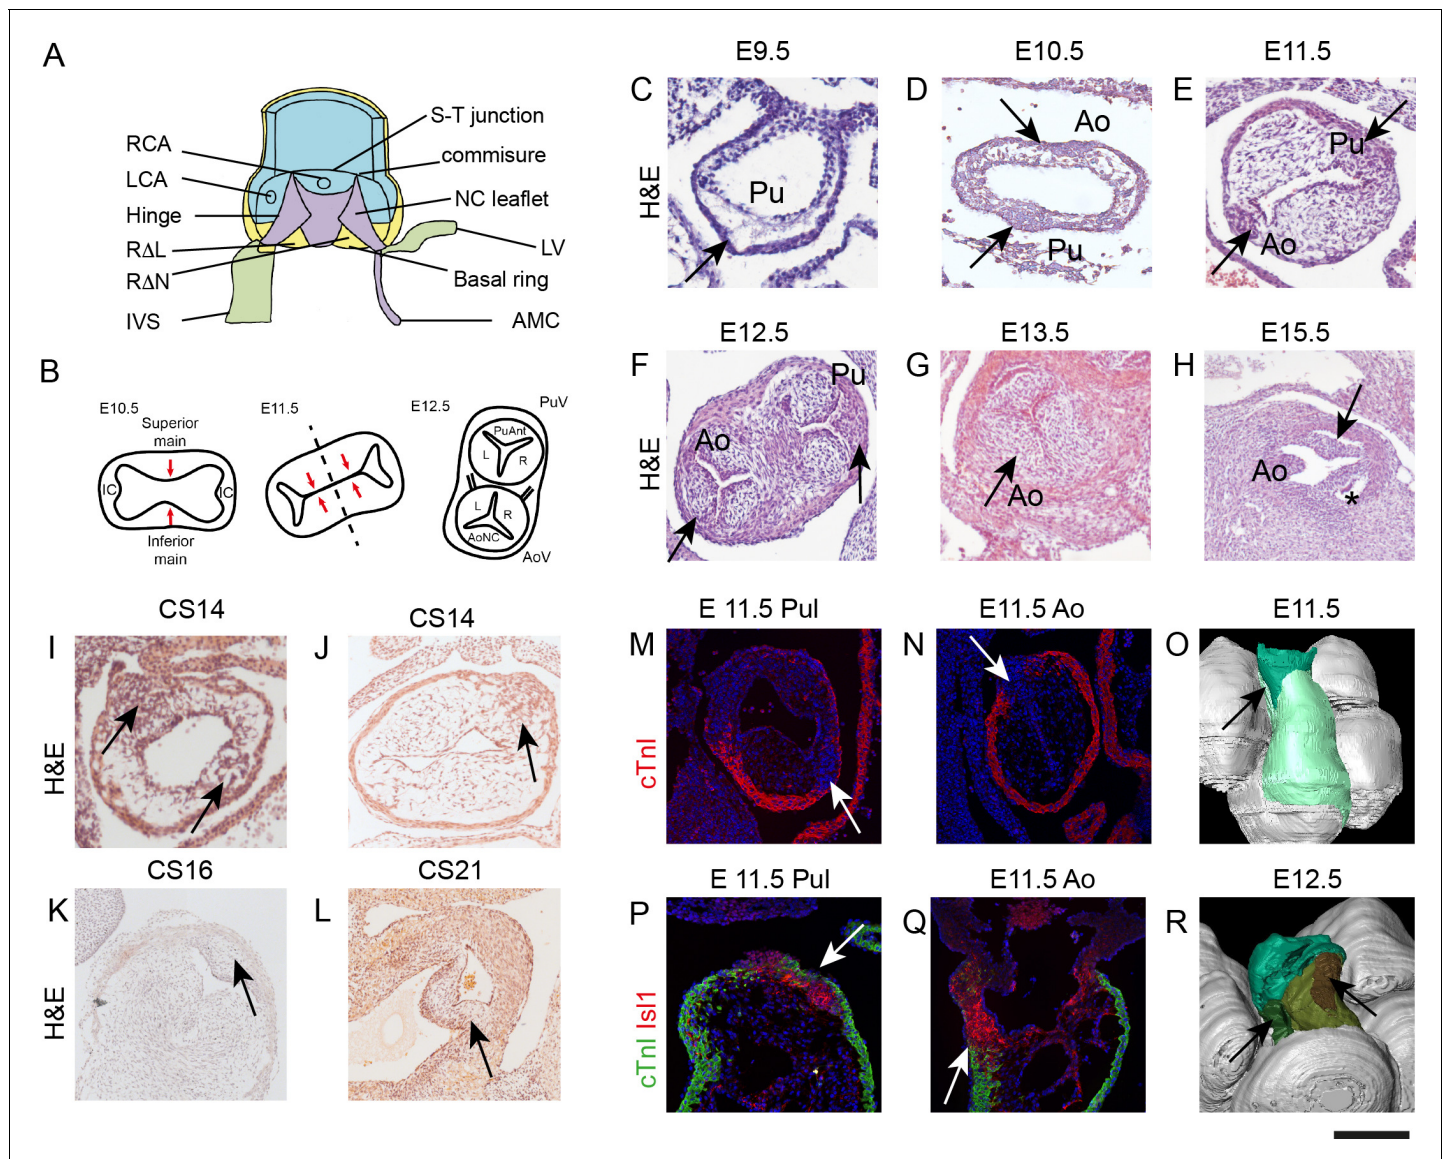 A
RCA
LCA
Hinge
R∆L
R∆N
IVS
S-T junction
commisure
NC leaflet
LV
Basal ring
AMC
B
E10.5
Superior
main
IC
IC
Inferior
main
E11.5
E12.5
PuV
PuAnt
L
R
L
R
AoNC
AoV
E9.5
E10.5
E11.5
H&E
C
Pu
D
Ao
Pu
E
Pu
Ao
E12.5
E13.5
E15.5
H&E
F
Pu
Ao
G
Ao
H
Ao
*
CS14
CS14
H&E
I
J
CS16
CS21
H&E
K
L
E 11.5 Pul
E11.5 Ao
E11.5
cTnI
M
N
O
E 11.5 Pul
E11.5 Ao
E12.5
cTnI Isl1
P
Q
R